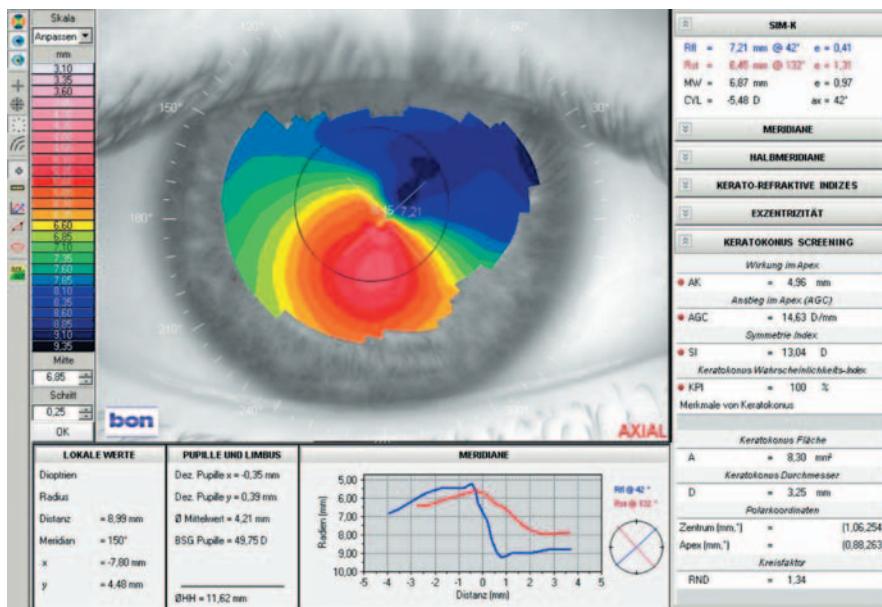 Skala
Anpassen
mm
3.10
3.35
3.60
6.60
6.85
7.10
7.35
7.60
7.85
8.10
8.35
8.60
8.85
9.10
9.35
Mitte
6,85
Schritt
0,25
OK
120°
60°
150°
30°
180°
0°
210°
240°
300°
7,21
bon
AXIAL
SIM-K
Rfl = 7,21 mm @ 42° e = 0,41
Rst = 6,45 mm @ 132° e = 1,31
MW = 6,87 mm e = 0,97
CYL = -5,48 D ax = 42°
MERIDIANE
HALBMERIDIANE
KERATO-REFRAKTIVE INDIZES
EXZENTRIZITÄT
KERATOKONUS SCREENING
Wirkung im Apex
AK = 4,96 mm
Anstieg im Apex (AGC)
AGC = 14,63 D/mm
Symmetrie Index
SI = 13,04 D
Keratokonus Wahrscheinlichkeits-Index
KPI = 100 %
Merkmale von Keratokonus
Keratokonus Fläche
A = 8,30 mm²
Keratokonus Durchmesser
D = 3,25 mm
Polarkoordinaten
Zentrum (mm,°) = (1,06,254
Apex (mm,°) = (0,88,263
Kreisfaktor
RND = 1,34
LOKALE WERTE
Dioptrien
Radius
Distanz = 8,99 mm
Meridian = 150°
x = -7,80 mm
y = 4,48 mm
PUPILLE UND LIMBUS
Dez. Pupille x = -0,35 mm
Dez. Pupille y = 0,39 mm
Ø Mittelwert = 4,21 mm
BSG Pupille = 49,75 D
ØHH = 11,62 mm
MERIDIANE
Radien (mm)
5,00
6,00
7,00
8,00
9,00
10,00
-5 -4 -3 -2 -1 0 1 2 3 4 5
Distanz (mm)
Rfl @ 42 °
Rst @ 132 °